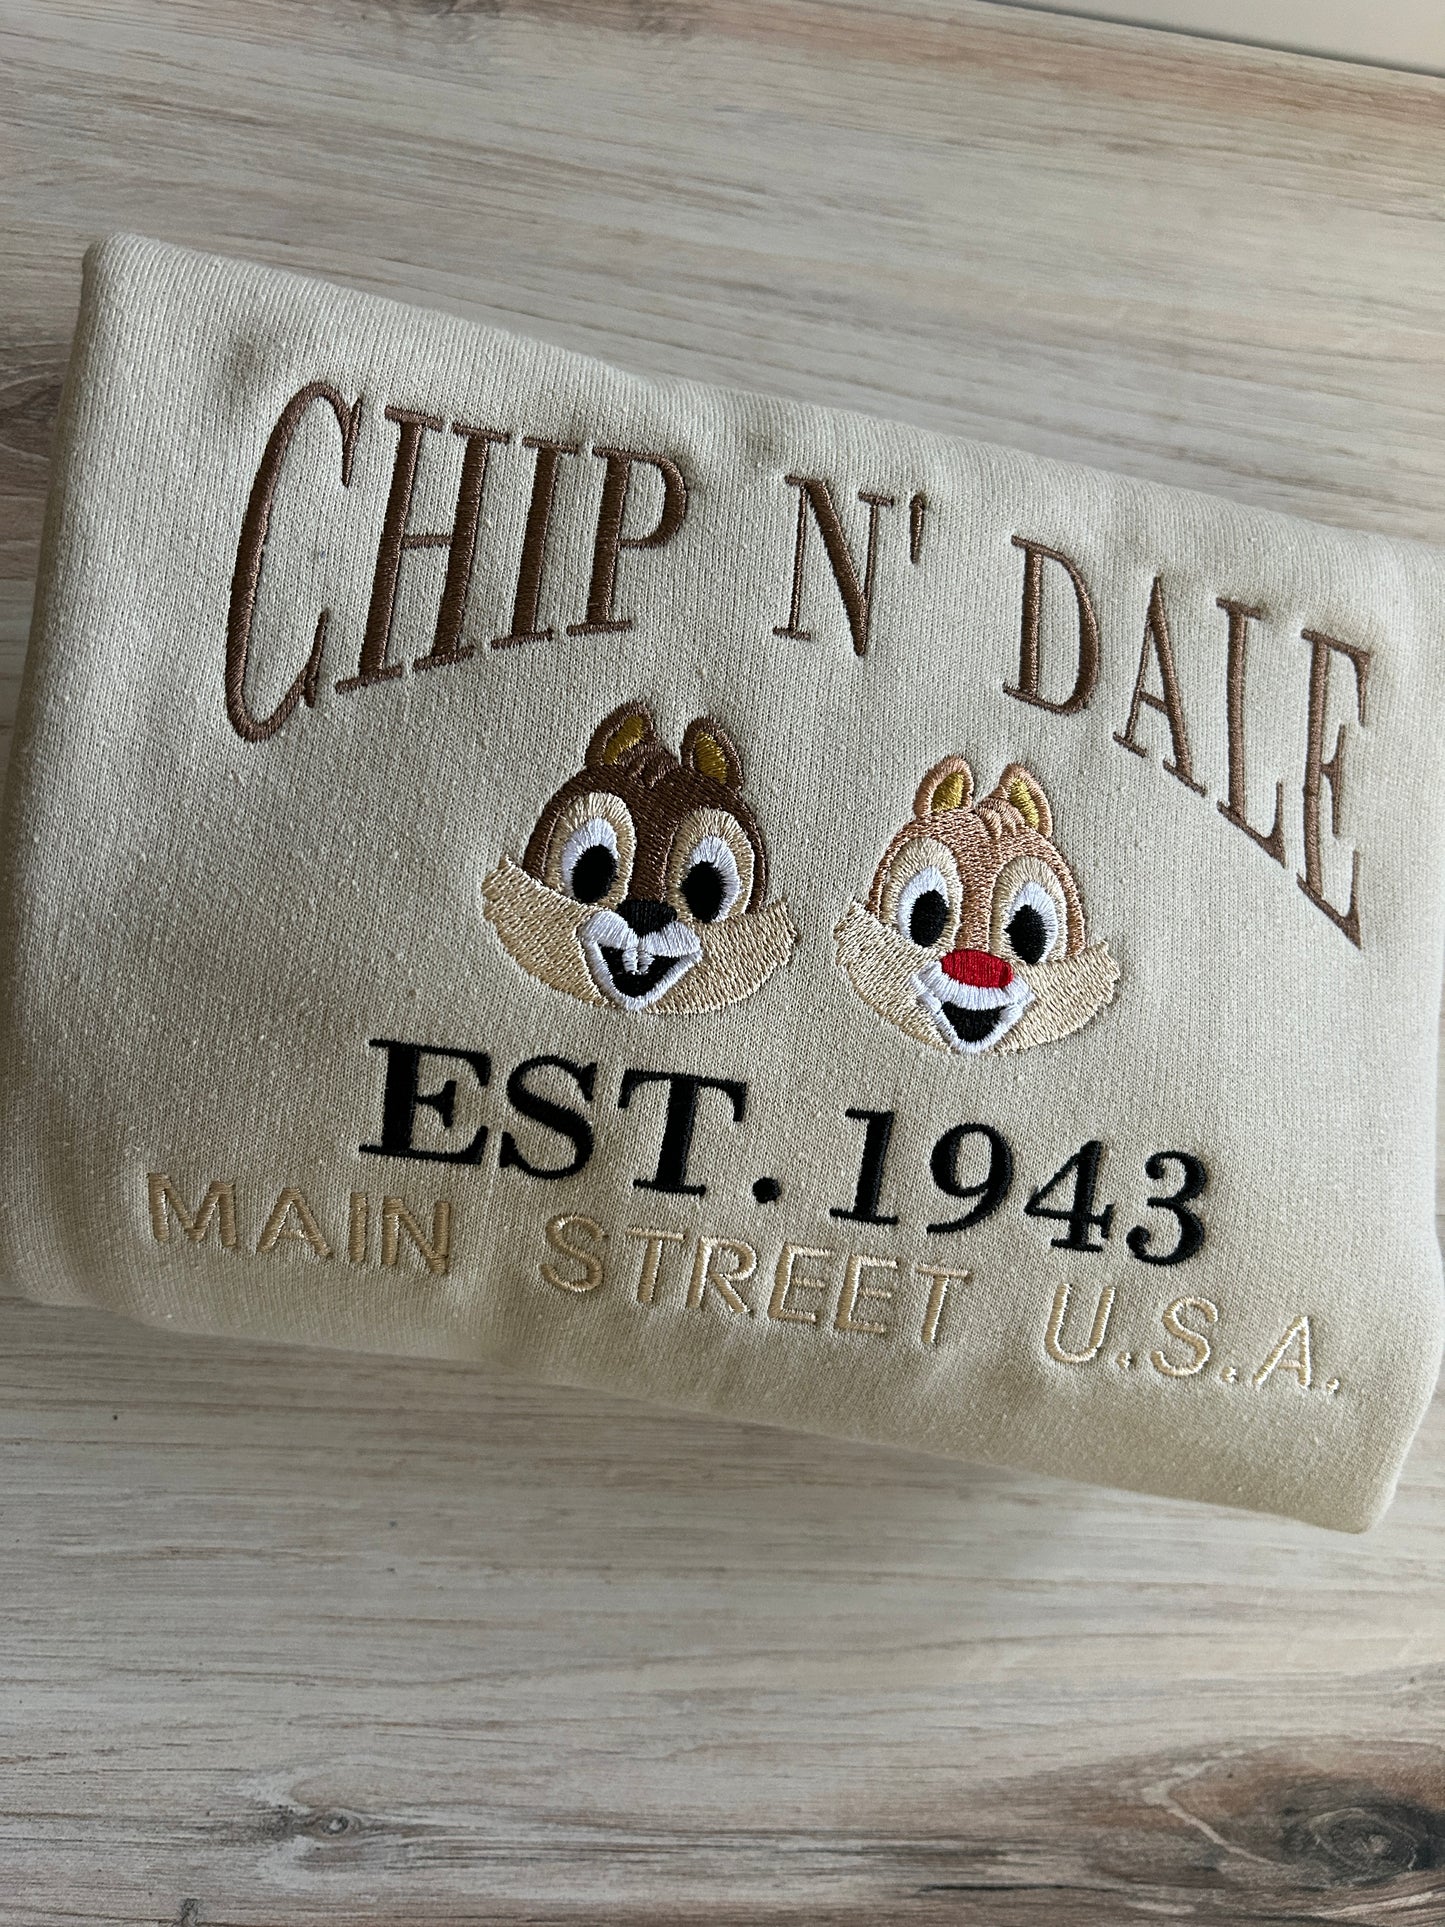 CHIP N' DALE
EST. 1943
MAIN STREET U.S.A.